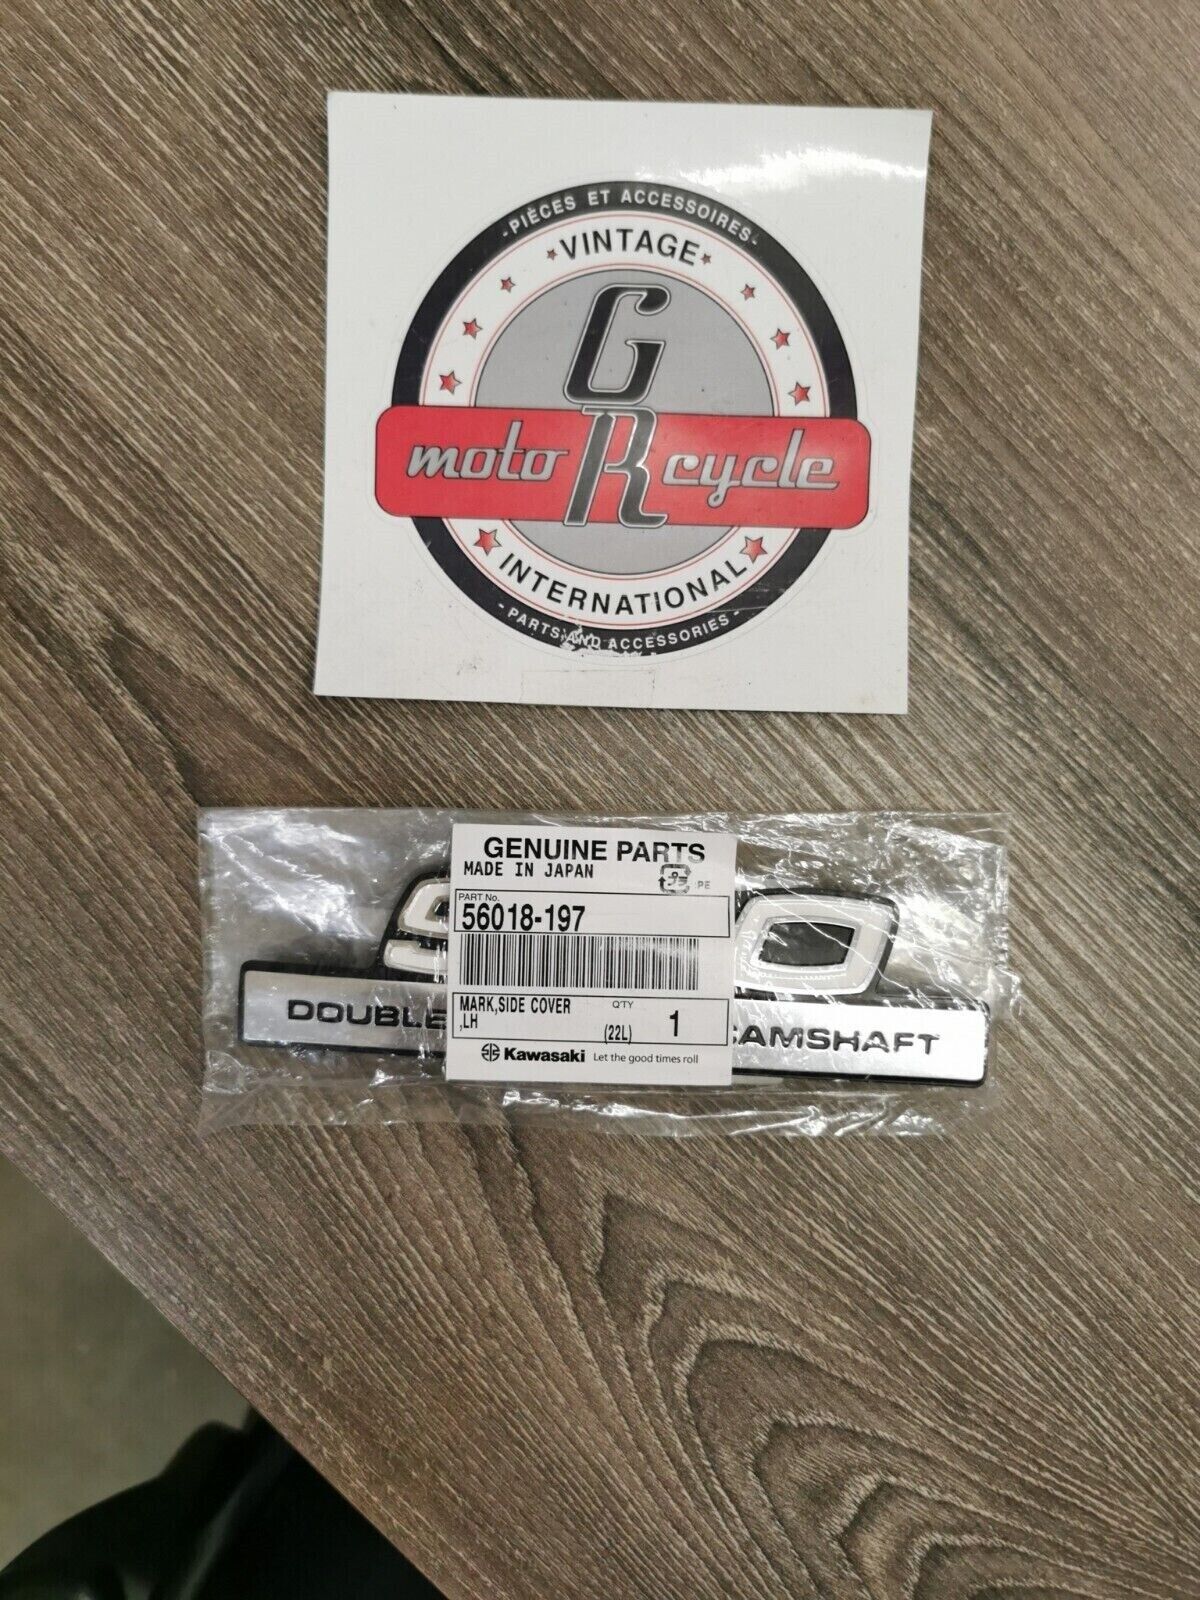 - PIÈCES ET ACCESSOIRES -
VINTAGE
G
moto R cycle
INTERNATIONAL
- PARTS AND ACCESSORIES -
GENUINE PARTS
MADE IN JAPAN
PE
PART No.
56018-197
MARK,SIDE COVER
,LH
QTY
(22L) 1
Kawasaki Let the good times roll
DOUBLE CAMSHAFT